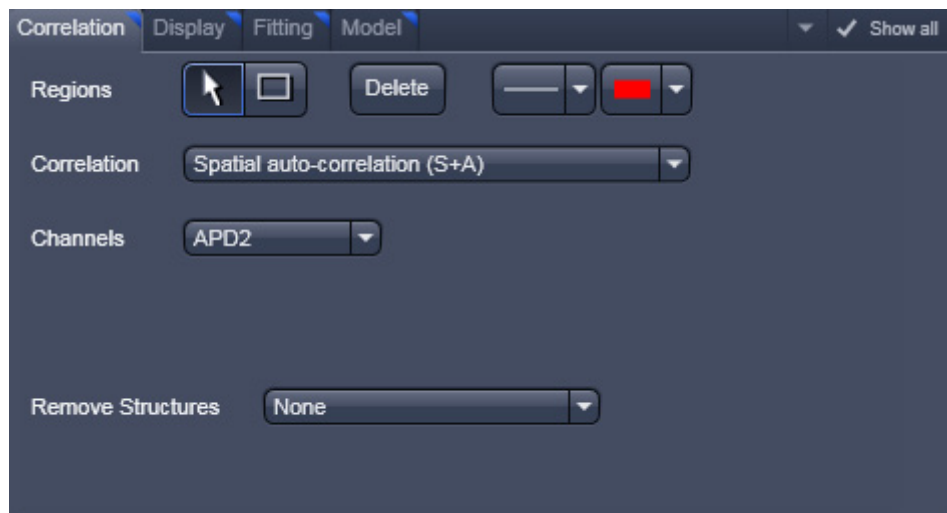 Correlation Display Fitting Model Show all
Regions Delete
Correlation Spatial auto-correlation (S+A)
Channels APD2
Remove Structures None